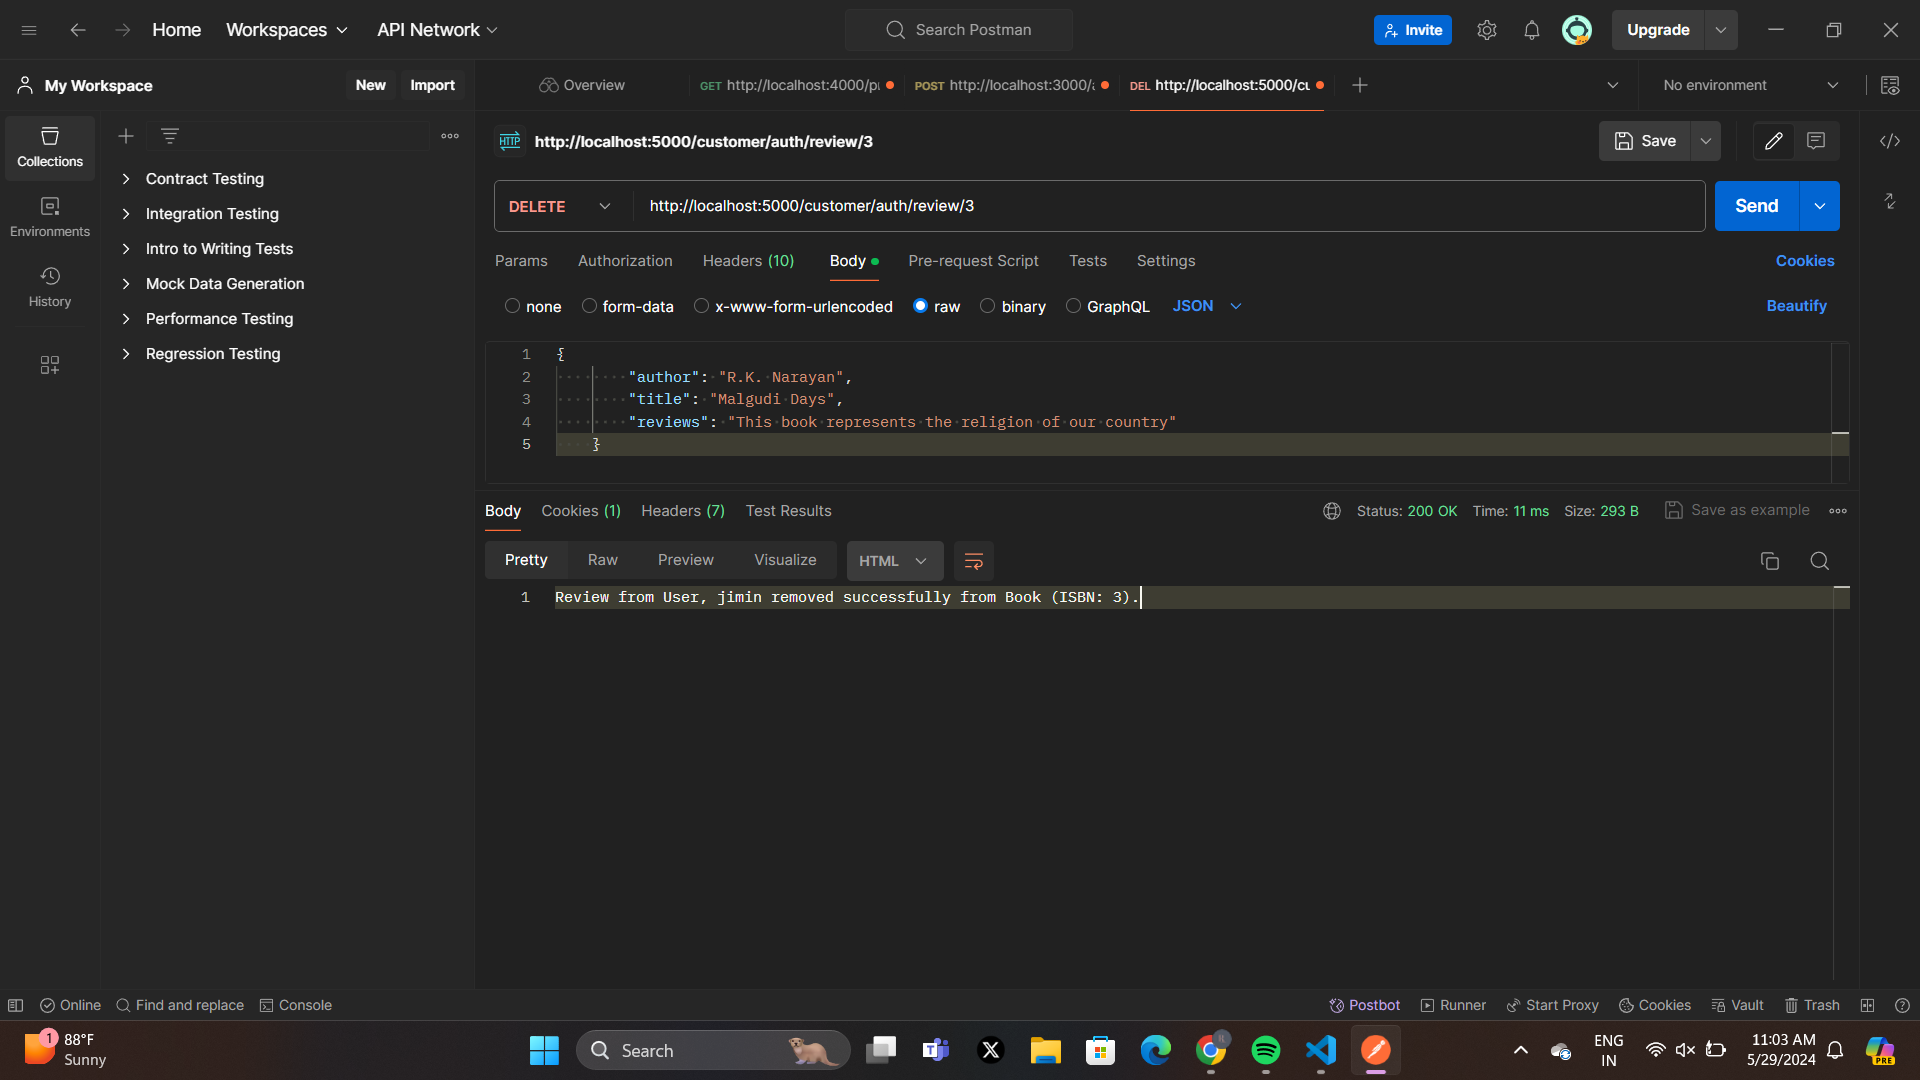 Home Workspaces API Network Search Postman Invite Upgrade
My Workspace New Import Overview GET http://localhost:4000/p POST http://localhost:3000/ DEL http://localhost:5000/cu No environment
HTTP http://localhost:5000/customer/auth/review/3 Save
Collections
Environments
History
Contract Testing
Integration Testing
Intro to Writing Tests
Mock Data Generation
Performance Testing
Regression Testing
DELETE http://localhost:5000/customer/auth/review/3 Send
Params Authorization Headers (10) Body Pre-request Script Tests Settings Cookies
none form-data x-www-form-urlencoded raw binary GraphQL JSON Beautify
1 {
2 "author": "R.K. Narayan",
3 "title": "Malgudi Days",
4 "reviews": "This book represents the religion of our country"
5 }
Body Cookies (1) Headers (7) Test Results Status: 200 OK Time: 11 ms Size: 293 B Save as example
Pretty Raw Preview Visualize HTML
1 Review from User, jimin removed successfully from Book (ISBN: 3).
Online Find and replace Console Postbot Runner Start Proxy Cookies Vault Trash
1 88°F Search ENG 11:03 AM
Sunny IN 5/29/2024 PRE